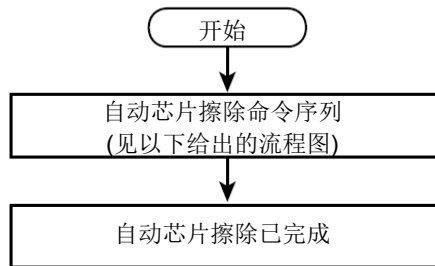 开始
自动芯片擦除命令序列
(见以下给出的流程图)
自动芯片擦除已完成